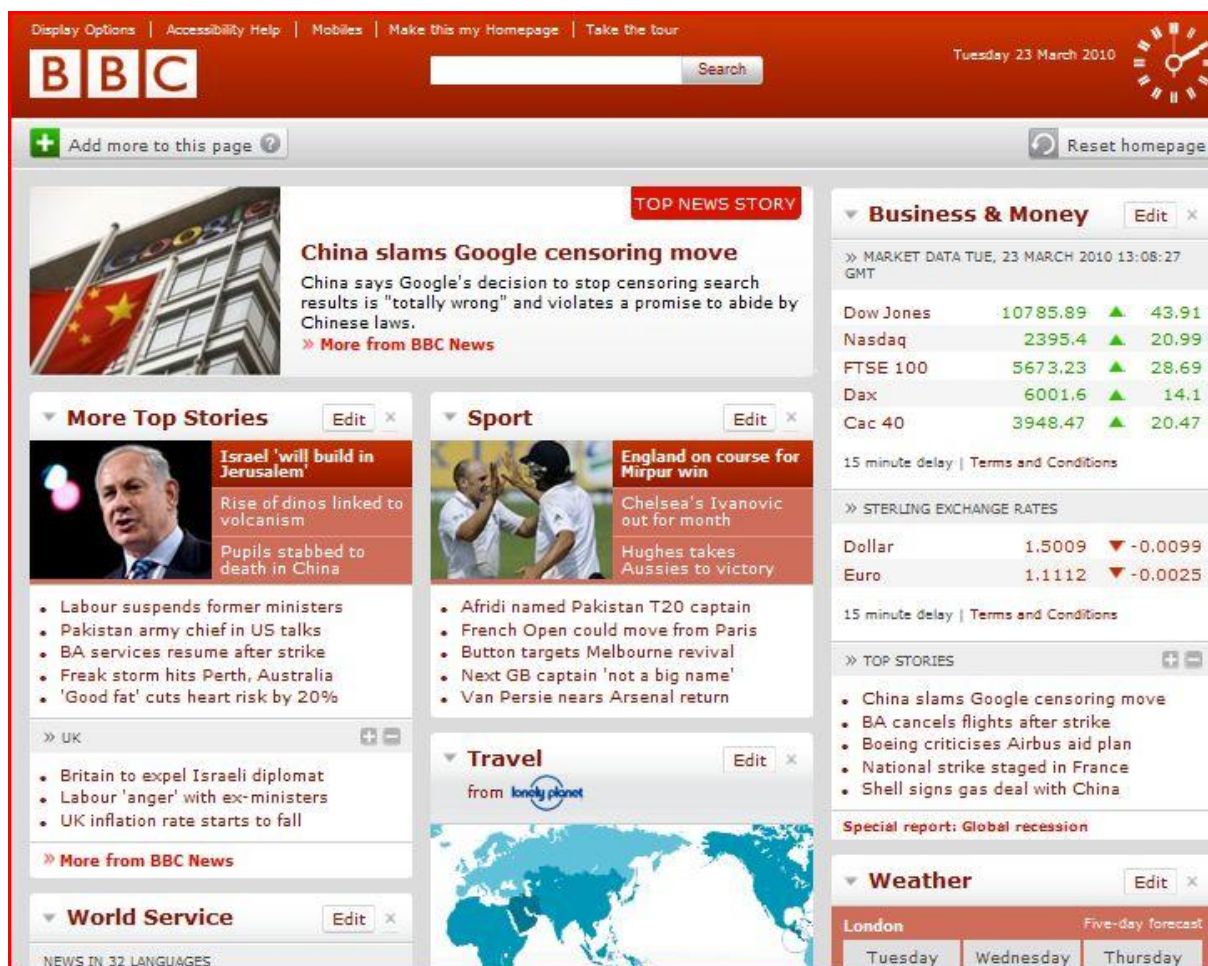 Display Options | Accessibility Help | Mobiles | Make this my Homepage | Take the tour
BBC
Search
Tuesday 23 March 2010
Add more to this page ?
Reset homepage
Google
TOP NEWS STORY
China slams Google censoring move
China says Google's decision to stop censoring search
results is "totally wrong" and violates a promise to abide by
Chinese laws.
» More from BBC News
More Top Stories
Edit ×
Israel 'will build in
Jerusalem'
Rise of dinos linked to
volcanism
Pupils stabbed to
death in China
• Labour suspends former ministers
• Pakistan army chief in US talks
• BA services resume after strike
• Freak storm hits Perth, Australia
• 'Good fat' cuts heart risk by 20%
» UK
• Britain to expel Israeli diplomat
• Labour 'anger' with ex-ministers
• UK inflation rate starts to fall
» More from BBC News
World Service
Edit ×
NEWS IN 32 LANGUAGES
Sport
Edit ×
England on course for
Mirpur win
Chelsea's Ivanovic
out for month
Hughes takes
Aussies to victory
• Afridi named Pakistan T20 captain
• French Open could move from Paris
• Button targets Melbourne revival
• Next GB captain 'not a big name'
• Van Persie nears Arsenal return
Travel
Edit ×
from lonely planet
Business & Money
Edit ×
» MARKET DATA TUE, 23 MARCH 2010 13:08:27
GMT
Dow Jones 10785.89 ▲ 43.91
Nasdaq 2395.4 ▲ 20.99
FTSE 100 5673.23 ▲ 28.69
Dax 6001.6 ▲ 14.1
Cac 40 3948.47 ▲ 20.47
15 minute delay | Terms and Conditions
» STERLING EXCHANGE RATES
Dollar 1.5009 ▼ -0.0099
Euro 1.1112 ▼ -0.0025
15 minute delay | Terms and Conditions
» TOP STORIES
• China slams Google censoring move
• BA cancels flights after strike
• Boeing criticises Airbus aid plan
• National strike staged in France
• Shell signs gas deal with China
Special report: Global recession
Weather
Edit ×
London Five-day forecast
Tuesday Wednesday Thursday